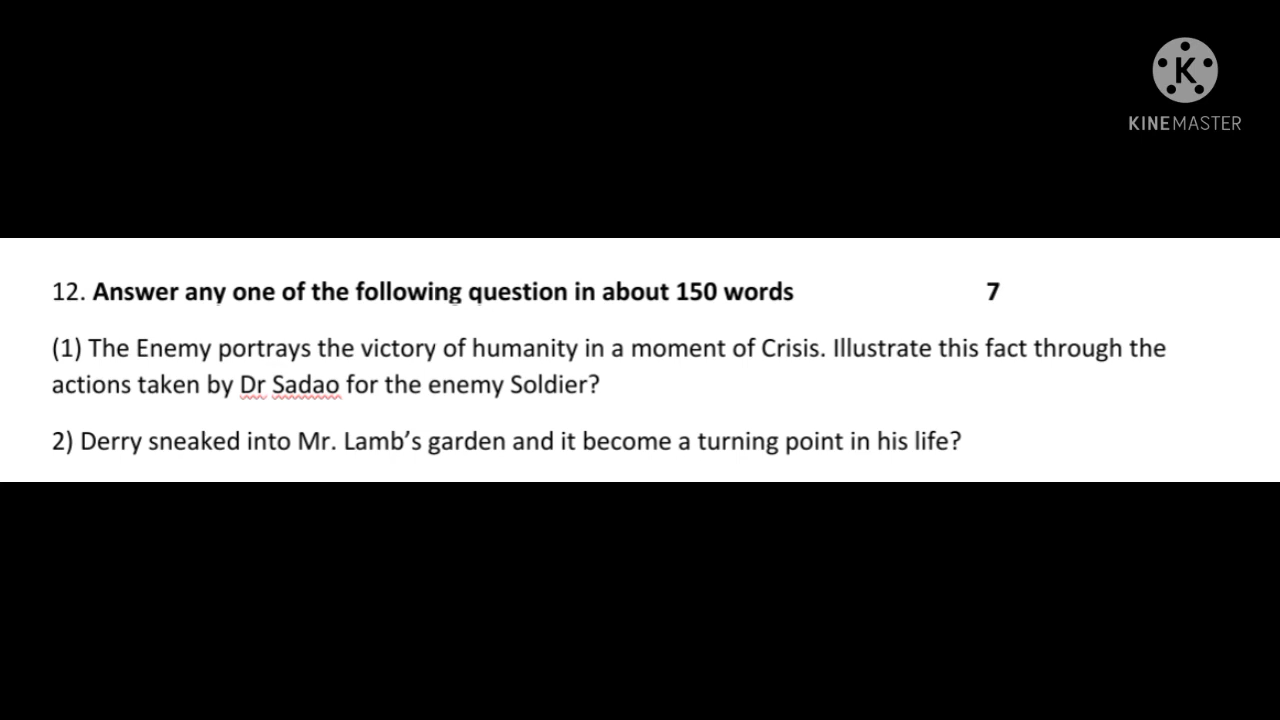 K
KINEMASTER
12. Answer any one of the following question in about 150 words 7
(1) The Enemy portrays the victory of humanity in a moment of Crisis. Illustrate this fact through the
actions taken by Dr Sadao for the enemy Soldier?
2) Derry sneaked into Mr. Lamb’s garden and it become a turning point in his life?